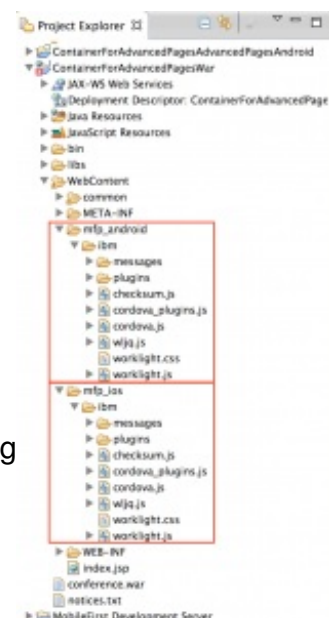 Project Explorer
ContainerForAdvancedPagesAdvancedPagesAndroid
ContainerForAdvancedPagesWar
JAX-WS Web Services
Deployment Descriptor: ContainerForAdvancedPage
Java Resources
JavaScript Resources
bin
libs
WebContent
common
META-INF
mfp_android
ibm
messages
plugins
checksum.js
cordova_plugins.js
cordova.js
wljq.js
worklight.css
worklight.js
mfp_ios
ibm
messages
plugins
checksum.js
cordova_plugins.js
cordova.js
g
wljq.js
worklight.css
worklight.js
WEB-INF
index.jsp
conference.war
notices.txt
MobileFirst Development Server